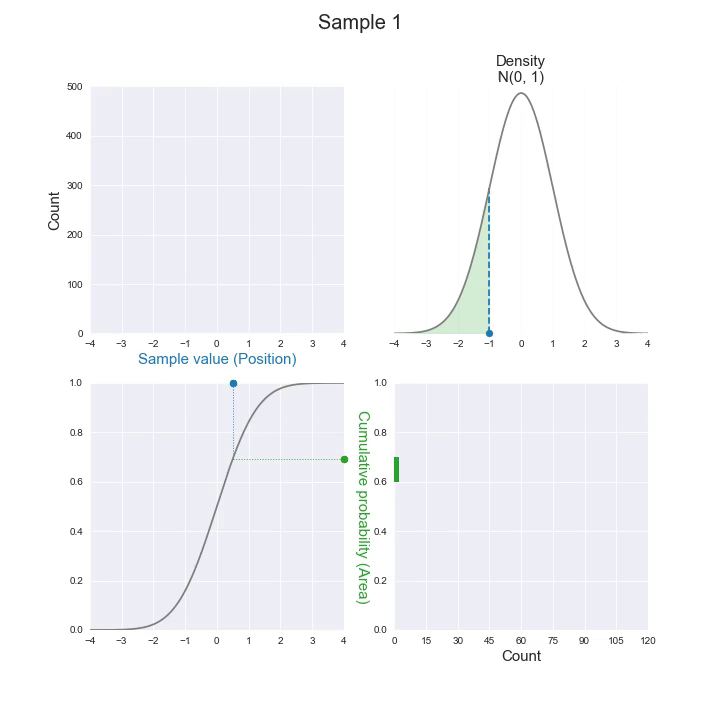 Sample 1
Density
N(0, 1)
500
400
300
200
100
0
Count
−4 −3 −2 −1 0 1 2 3 4
Sample value (Position)
−4 −3 −2 −1 0 1 2 3 4
1.0
0.8
0.6
0.4
0.2
0.0
−4 −3 −2 −1 0 1 2 3 4
Cumulative probability (Area)
1.0
0.8
0.6
0.4
0.2
0.0
0 15 30 45 60 75 90 105 120
Count